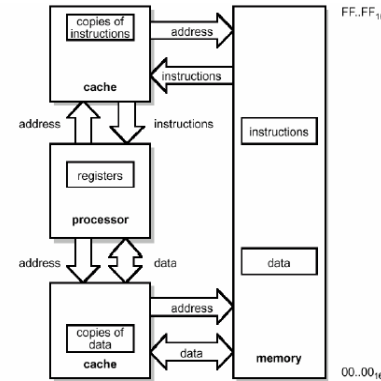 copies of
instructions
address
FF..FF16
instructions
cache
address
instructions
instructions
registers
processor
address
data
data
address
copies of
data
data
cache
memory
00..0016